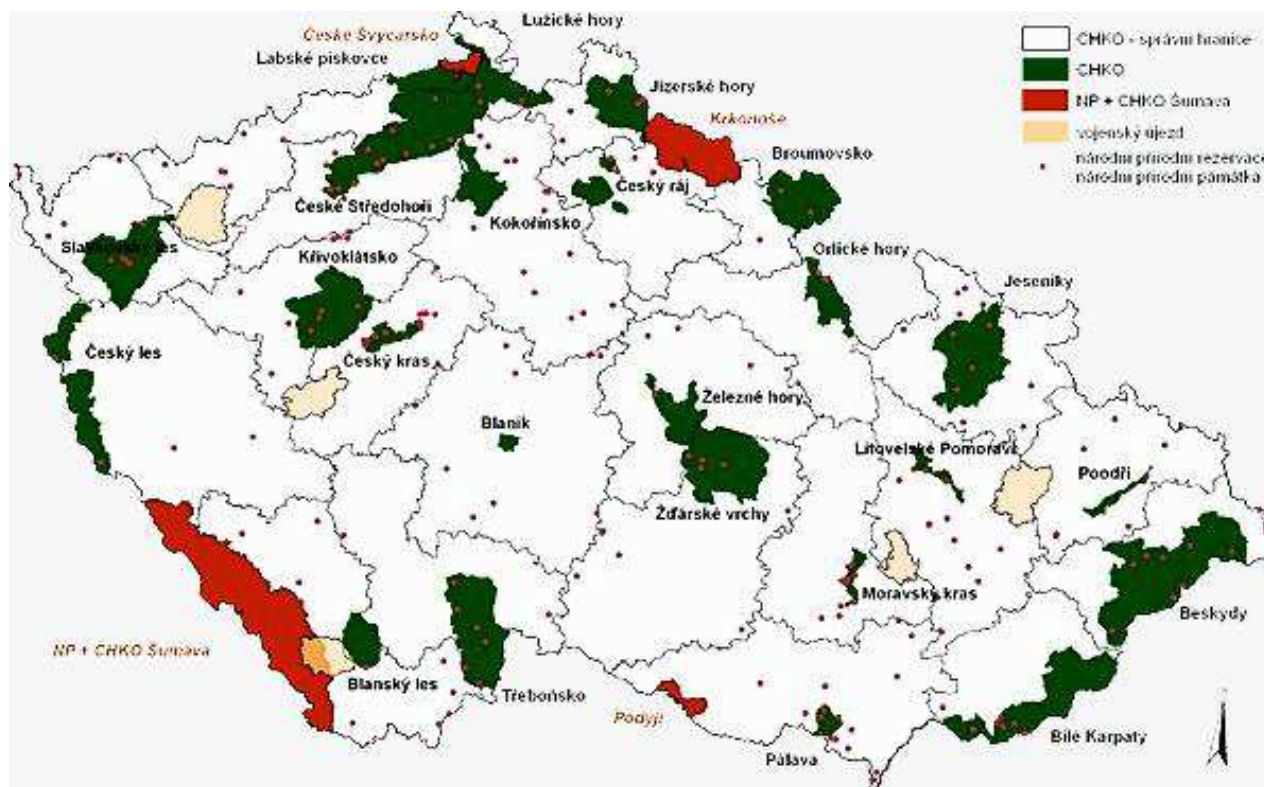 Lužické hory
České Švýcarsko
Labské pískovce
Jizerské hory
Krkonoše
Broumovsko
Český ráj
České Středohoří
Kokořínsko
Slavkovský les
Křivoklátsko
Orlické hory
Jeseníky
Český les
Český kras
Železné hory
Blaník
Litovelské Pomoraví
Poodří
Žďárské vrchy
Moravský kras
Beskydy
NP + CHKO Šumava
Blanský les
Třeboňsko
Podyjí
Bílé Karpaty
Pálava
CHKO - správní hranice
CHKO
NP + CHKO Šumava
vojenský újezd
národní přírodní rezervace
národní přírodní památka